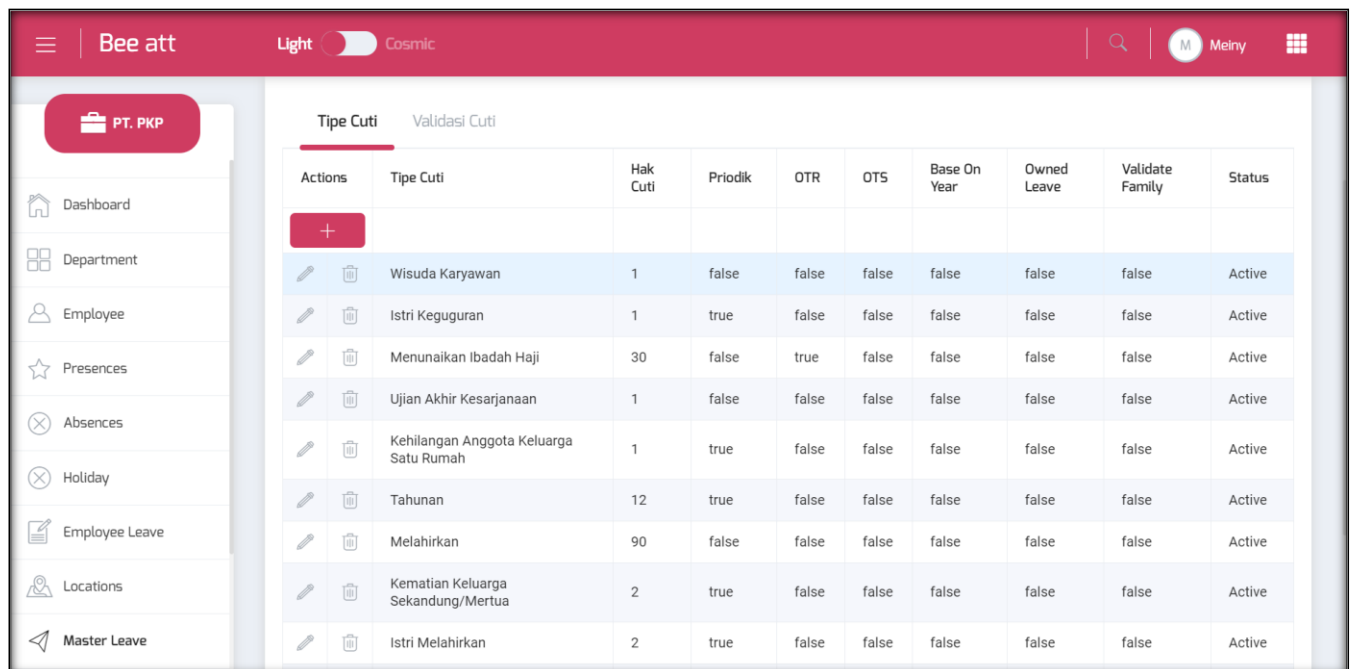 Bee att Light Cosmic M Meiny
PT. PKP
Dashboard
Department
Employee
Presences
Absences
Holiday
Employee Leave
Locations
Master Leave
Tipe Cuti Validasi Cuti
Actions Tipe Cuti Hak Cuti Priodik OTR OTS Base On Year Owned Leave Validate Family Status
+
Wisuda Karyawan 1 false false false false false false Active
Istri Keguguran 1 true false false false false false Active
Menunaikan Ibadah Haji 30 false true false false false false Active
Ujian Akhir Kesarjanaan 1 false false false false false false Active
Kehilangan Anggota Keluarga
Satu Rumah 1 true false false false false false Active
Tahunan 12 true false false false false false Active
Melahirkan 90 false false false false false false Active
Kematian Keluarga
Sekandung/Mertua 2 true false false false false false Active
Istri Melahirkan 2 true false false false false false Active